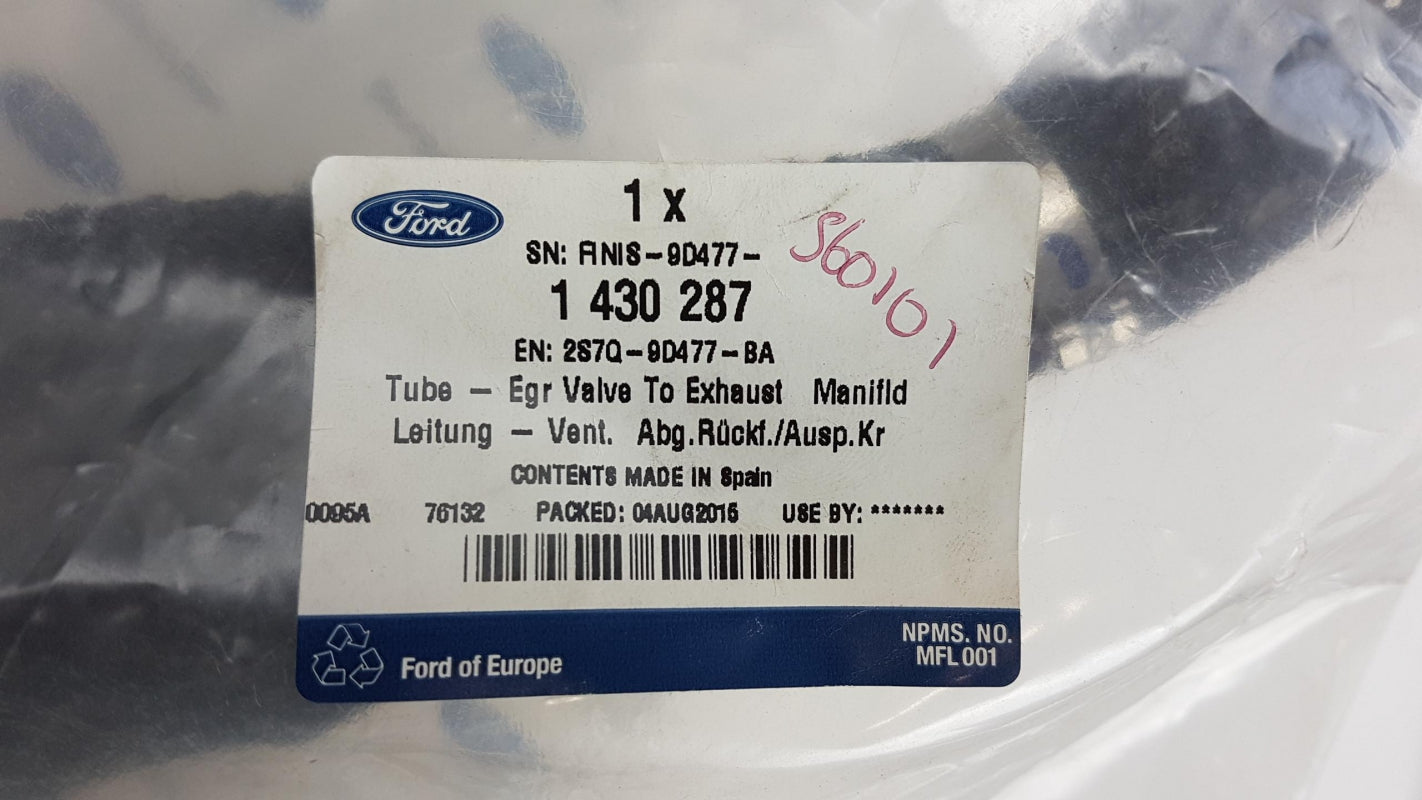 Ford
1 x
SN: FINIS-9D477-
1 430 287
EN: 2S7Q-9D477-BA
Tube - Egr Valve To Exhaust Manifld
Leitung - Vent. Abg.Rückf./Ausp.Kr
CONTENTS MADE IN Spain
0095A 76132 PACKED: 04AUG2015 USE BY: *******
S60101
Ford of Europe
NPMS. NO.
MFL 001